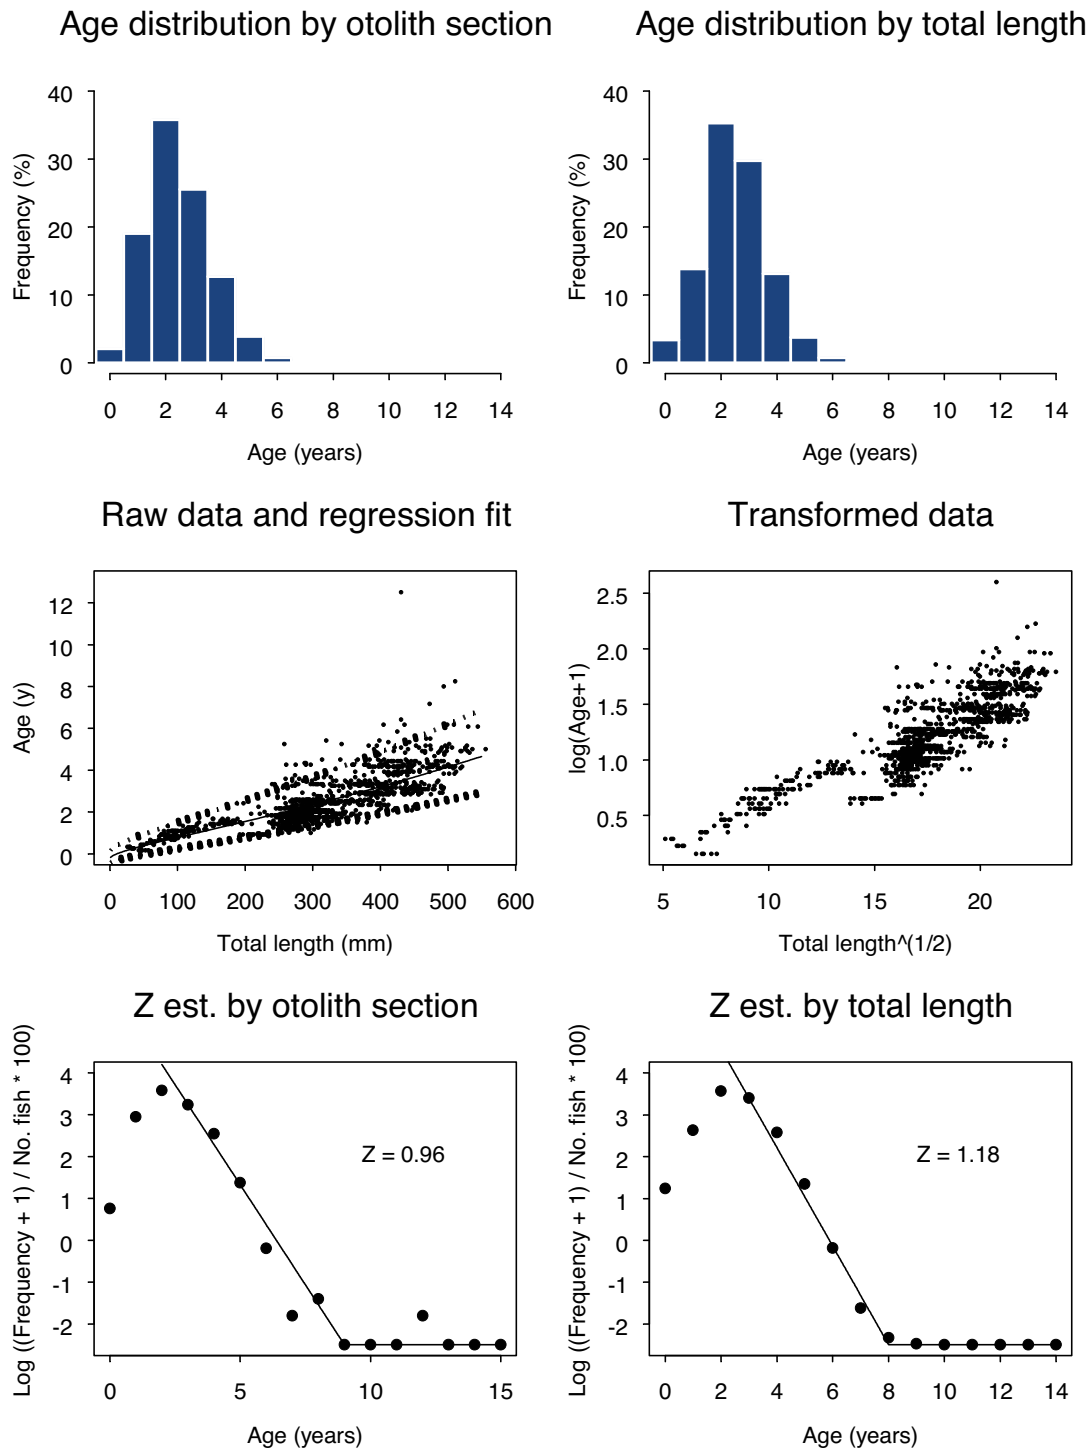 Age distribution by otolith section
Age distribution by total length
40
30
20
10
0
Frequency (%)
0 2 4 6 8 10 12 14
Age (years)
40
30
20
10
0
Frequency (%)
0 2 4 6 8 10 12 14
Age (years)
Raw data and regression fit
Transformed data
12
10
8
6
4
2
0
Age (y)
0 100 200 300 400 500 600
Total length (mm)
2.5
2.0
1.5
1.0
0.5
log(Age+1)
5 10 15 20
Total length^(1/2)
Z est. by otolith section
Z est. by total length
4
3
2
1
0
-1
-2
Log ((Frequency + 1) / No. fish * 100)
Z = 0.96
0 5 10 15
Age (years)
4
3
2
1
0
-1
-2
Log ((Frequency + 1) / No. fish * 100)
Z = 1.18
0 2 4 6 8 10 12 14
Age (years)